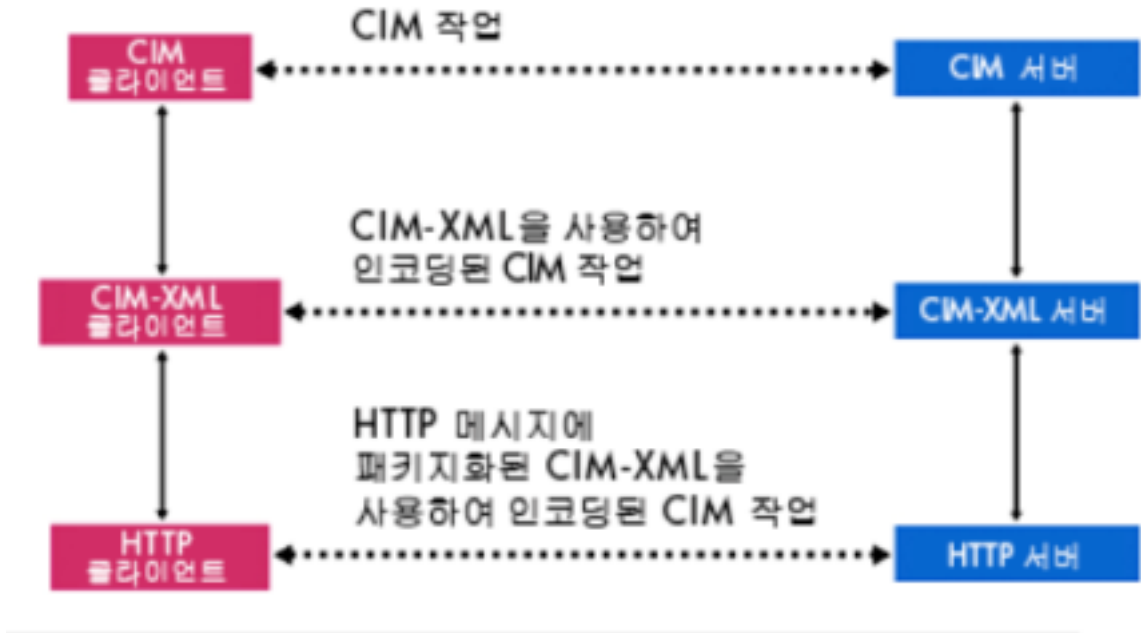 CIM 작업
CIM
클라이언트
CIM 서버
CIM-XML을 사용하여
인코딩된 CIM 작업
CIM-XML
클라이언트
CIM-XML 서버
HTTP 메시지에
패키지화된 CIM-XML을
사용하여 인코딩된 CIM 작업
HTTP
클라이언트
HTTP 서버